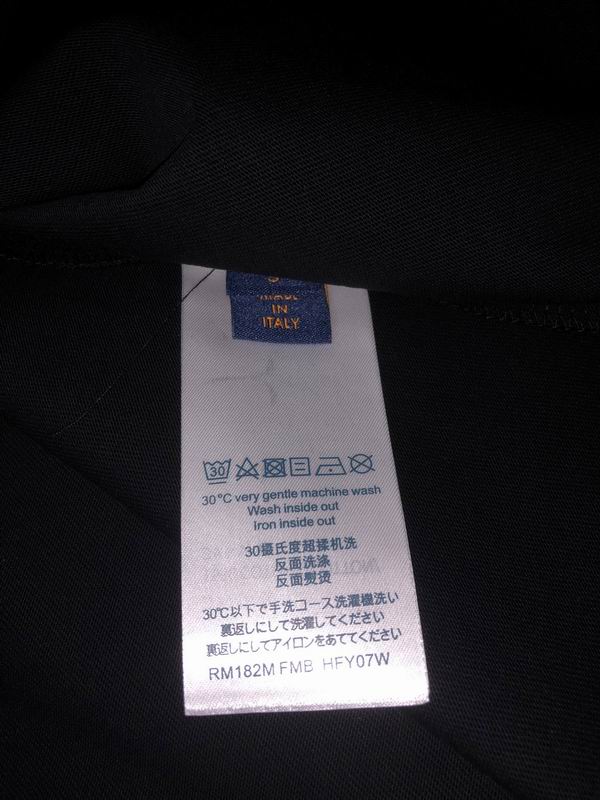 MADE
IN
ITALY
30
30°C very gentle machine wash
Wash inside out
Iron inside out
30摄氏度超揉机洗
反面洗涤
反面熨烫
30℃以下で手洗コース洗濯機洗い
裏返しにして洗濯してください
裏返しにしてアイロンをあててください
RM182M FMB HFY07W